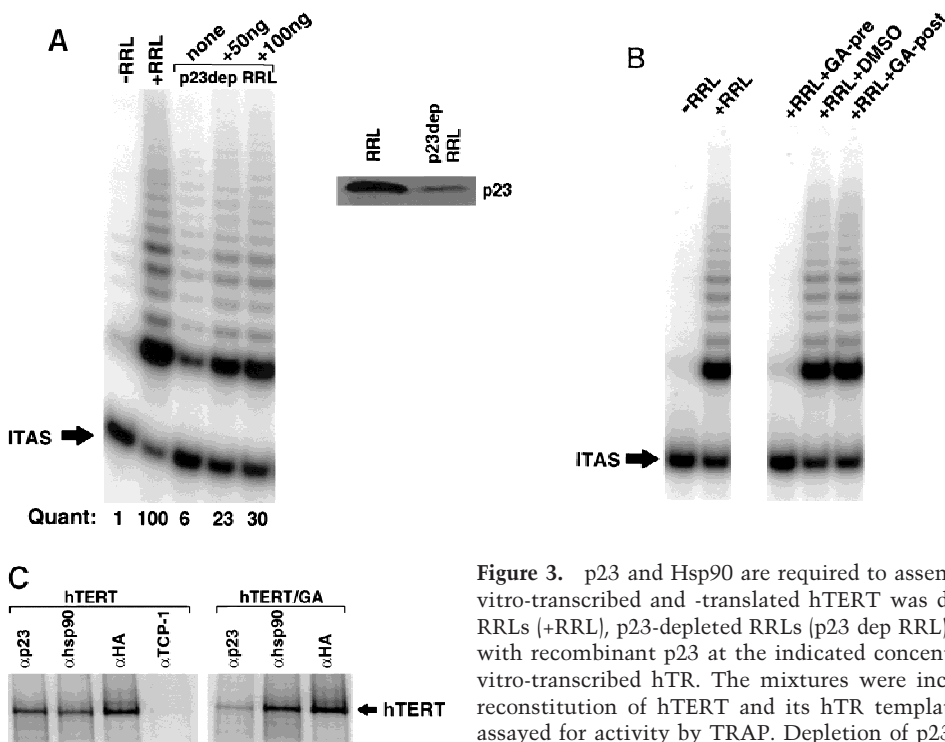 A
-RRL
+RRL
none
+50ng
+100ng
p23dep RRL
ITAS
Quant: 1 100 6 23 30
RRL
p23dep
RRL
p23
B
-RRL
+RRL
+RRL+GA-pre
+RRL+DMSO
+RRL+GA-post
ITAS
C
hTERT
hTERT/GA
αp23
αhsp90
αHA
αTCP-1
αp23
αhsp90
αHA
hTERT
Figure 3. p23 and Hsp90 are required to assem
vitro-transcribed and -translated hTERT was d
RRLs (+RRL), p23-depleted RRLs (p23 dep RRL)
with recombinant p23 at the indicated concent
vitro-transcribed hTR. The mixtures were inc
reconstitution of hTERT and its hTR templat
assayed for activity by TRAP. Depletion of p23